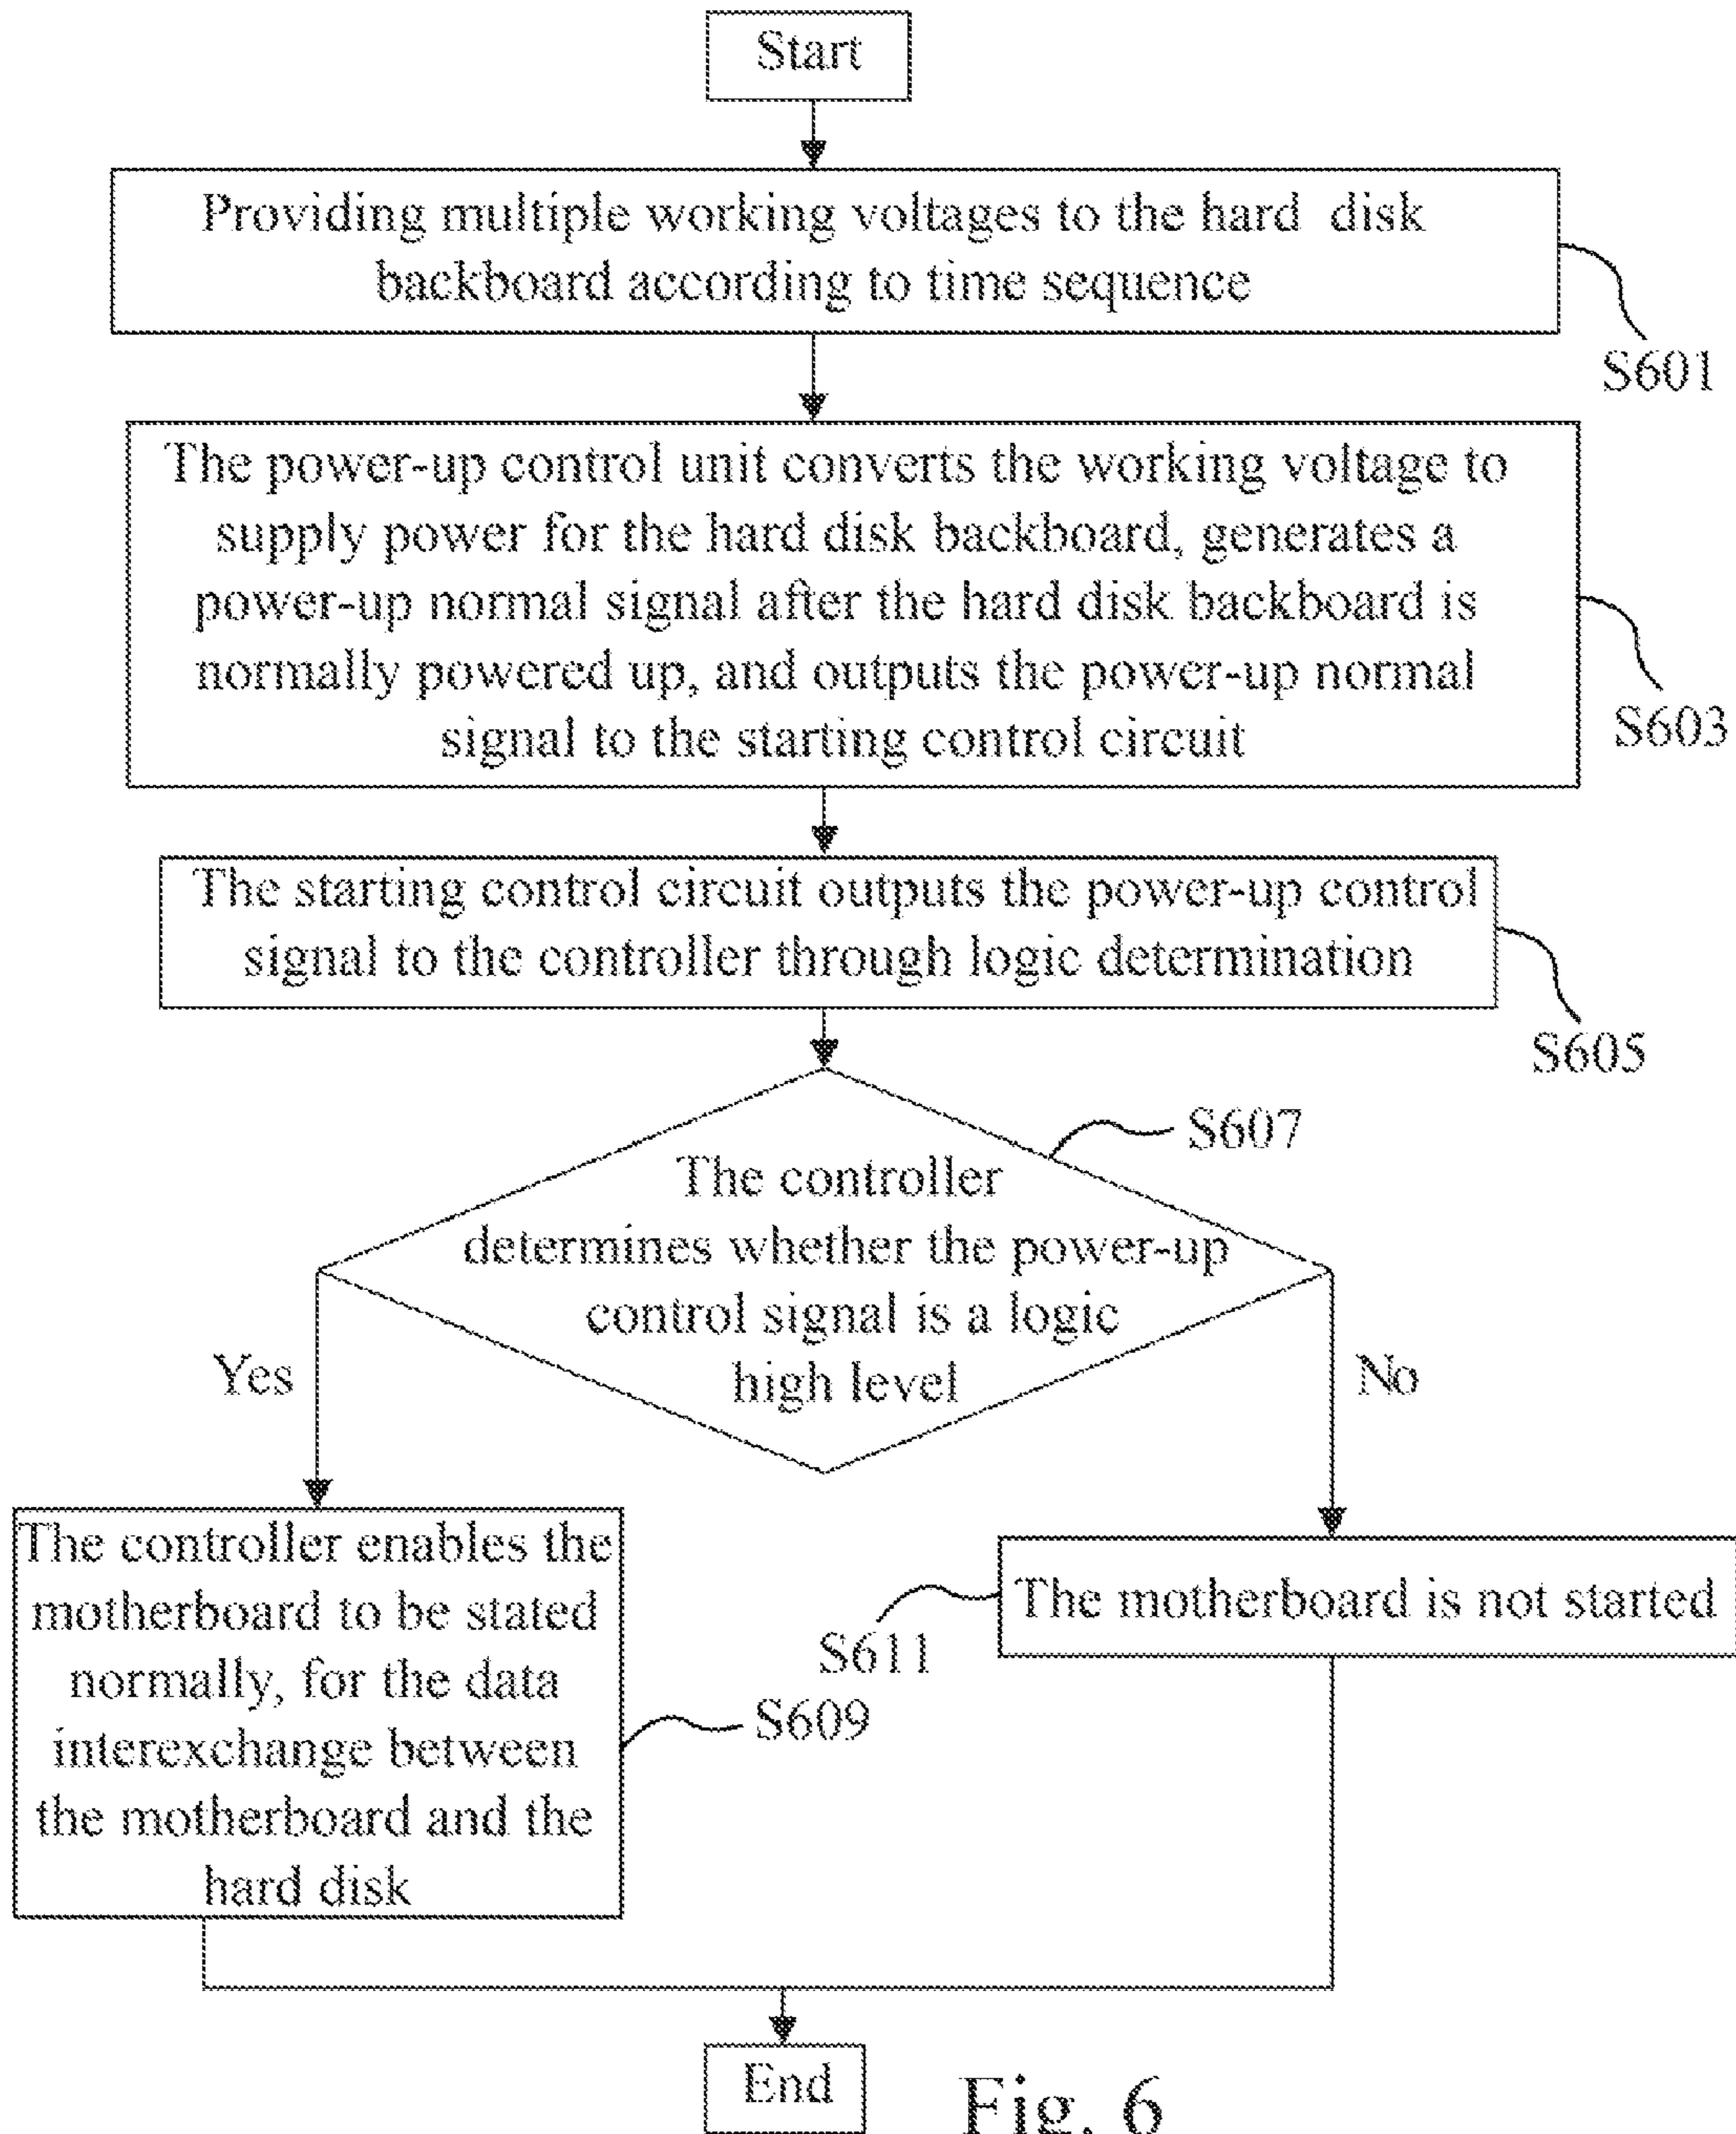 Start
Providing multiple working voltages to the hard disk
backboard according to time sequence
S601
The power-up control unit converts the working voltage to
supply power for the hard disk backboard, generates a
power-up normal signal after the hard disk backboard is
normally powered up, and outputs the power-up normal
signal to the starting control circuit
S603
The starting control circuit outputs the power-up control
signal to the controller through logic determination
S605
S607
The controller
determines whether the power-up
control signal is a logic
high level
Yes
No
The controller enables the
motherboard to be stated
normally, for the data
interexchange between
the motherboard and the
hard disk
S609
The motherboard is not started
S611
End
Fig. 6